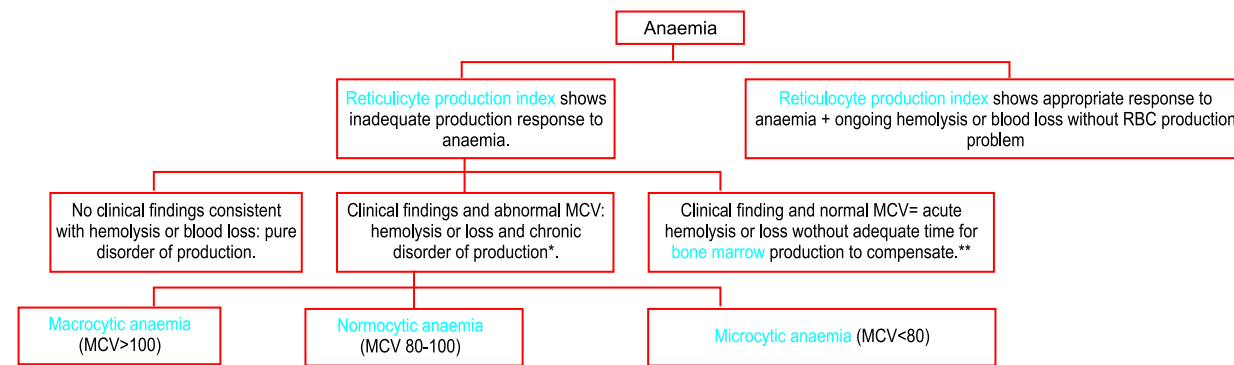 Anaemia
Reticulicyte production index shows
inadequate production response to
anaemia.
Reticulocyte production index shows appropriate response to
anaemia + ongoing hemolysis or blood loss without RBC production
problem
No clinical findings consistent
with hemolysis or blood loss: pure
disorder of production.
Clinical findings and abnormal MCV:
hemolysis or loss and chronic
disorder of production*.
Clinical finding and normal MCV= acute
hemolysis or loss wothout adequate time for
bone marrow production to compensate.**
Macrocytic anaemia
(MCV>100)
Normocytic anaemia
(MCV 80-100)
Microcytic anaemia (MCV<80)